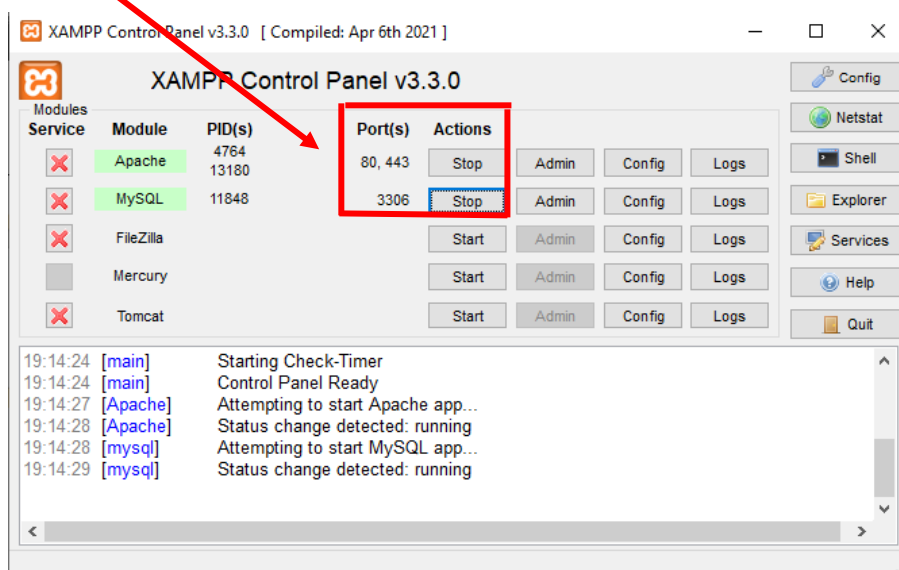 XAMPP Control Panel v3.3.0 [ Compiled: Apr 6th 2021 ]
XAMPP Control Panel v3.3.0
Config
Modules
Netstat
Service Module PID(s) Port(s) Actions
Apache 4764 13180 80, 443 Stop Admin Config Logs
Shell
MySQL 11848 3306 Stop Admin Config Logs
Explorer
FileZilla Start Admin Config Logs
Services
Mercury Start Admin Config Logs
Help
Tomcat Start Admin Config Logs
Quit
19:14:24 [main] Starting Check-Timer
19:14:24 [main] Control Panel Ready
19:14:27 [Apache] Attempting to start Apache app...
19:14:28 [Apache] Status change detected: running
19:14:28 [mysql] Attempting to start MySQL app...
19:14:29 [mysql] Status change detected: running